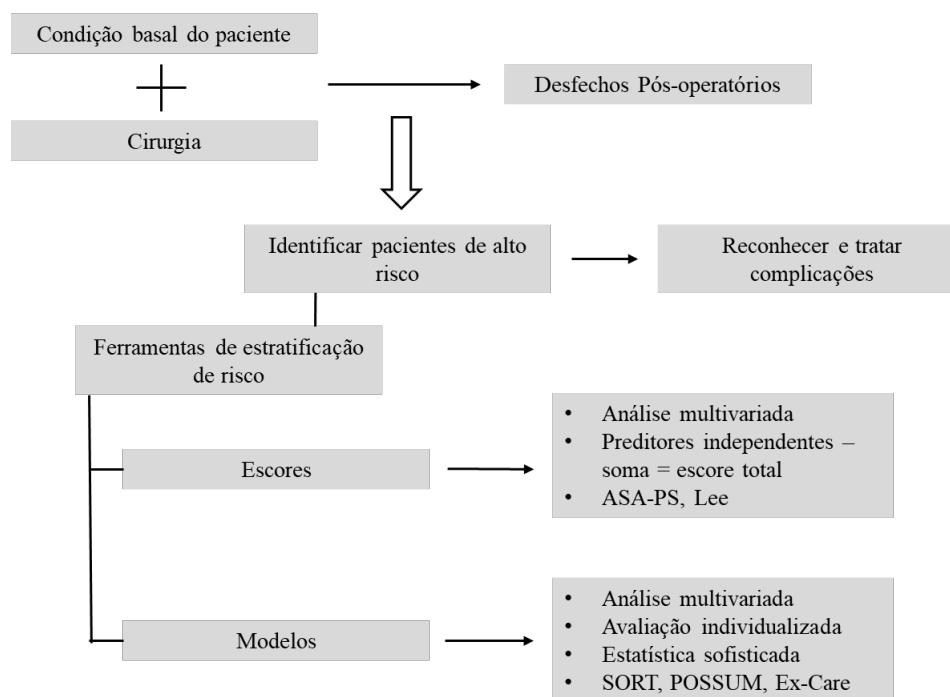 Condição basal do paciente
Cirurgia
Desfechos Pós-operatórios
Identificar pacientes de alto
risco
Reconhecer e tratar
complicações
Ferramentas de estratificação
de risco
Escores
• Análise multivariada
• Preditores independentes –
soma = escore total
• ASA-PS, Lee
Modelos
• Análise multivariada
• Avaliação individualizada
• Estatística sofisticada
• SORT, POSSUM, Ex-Care